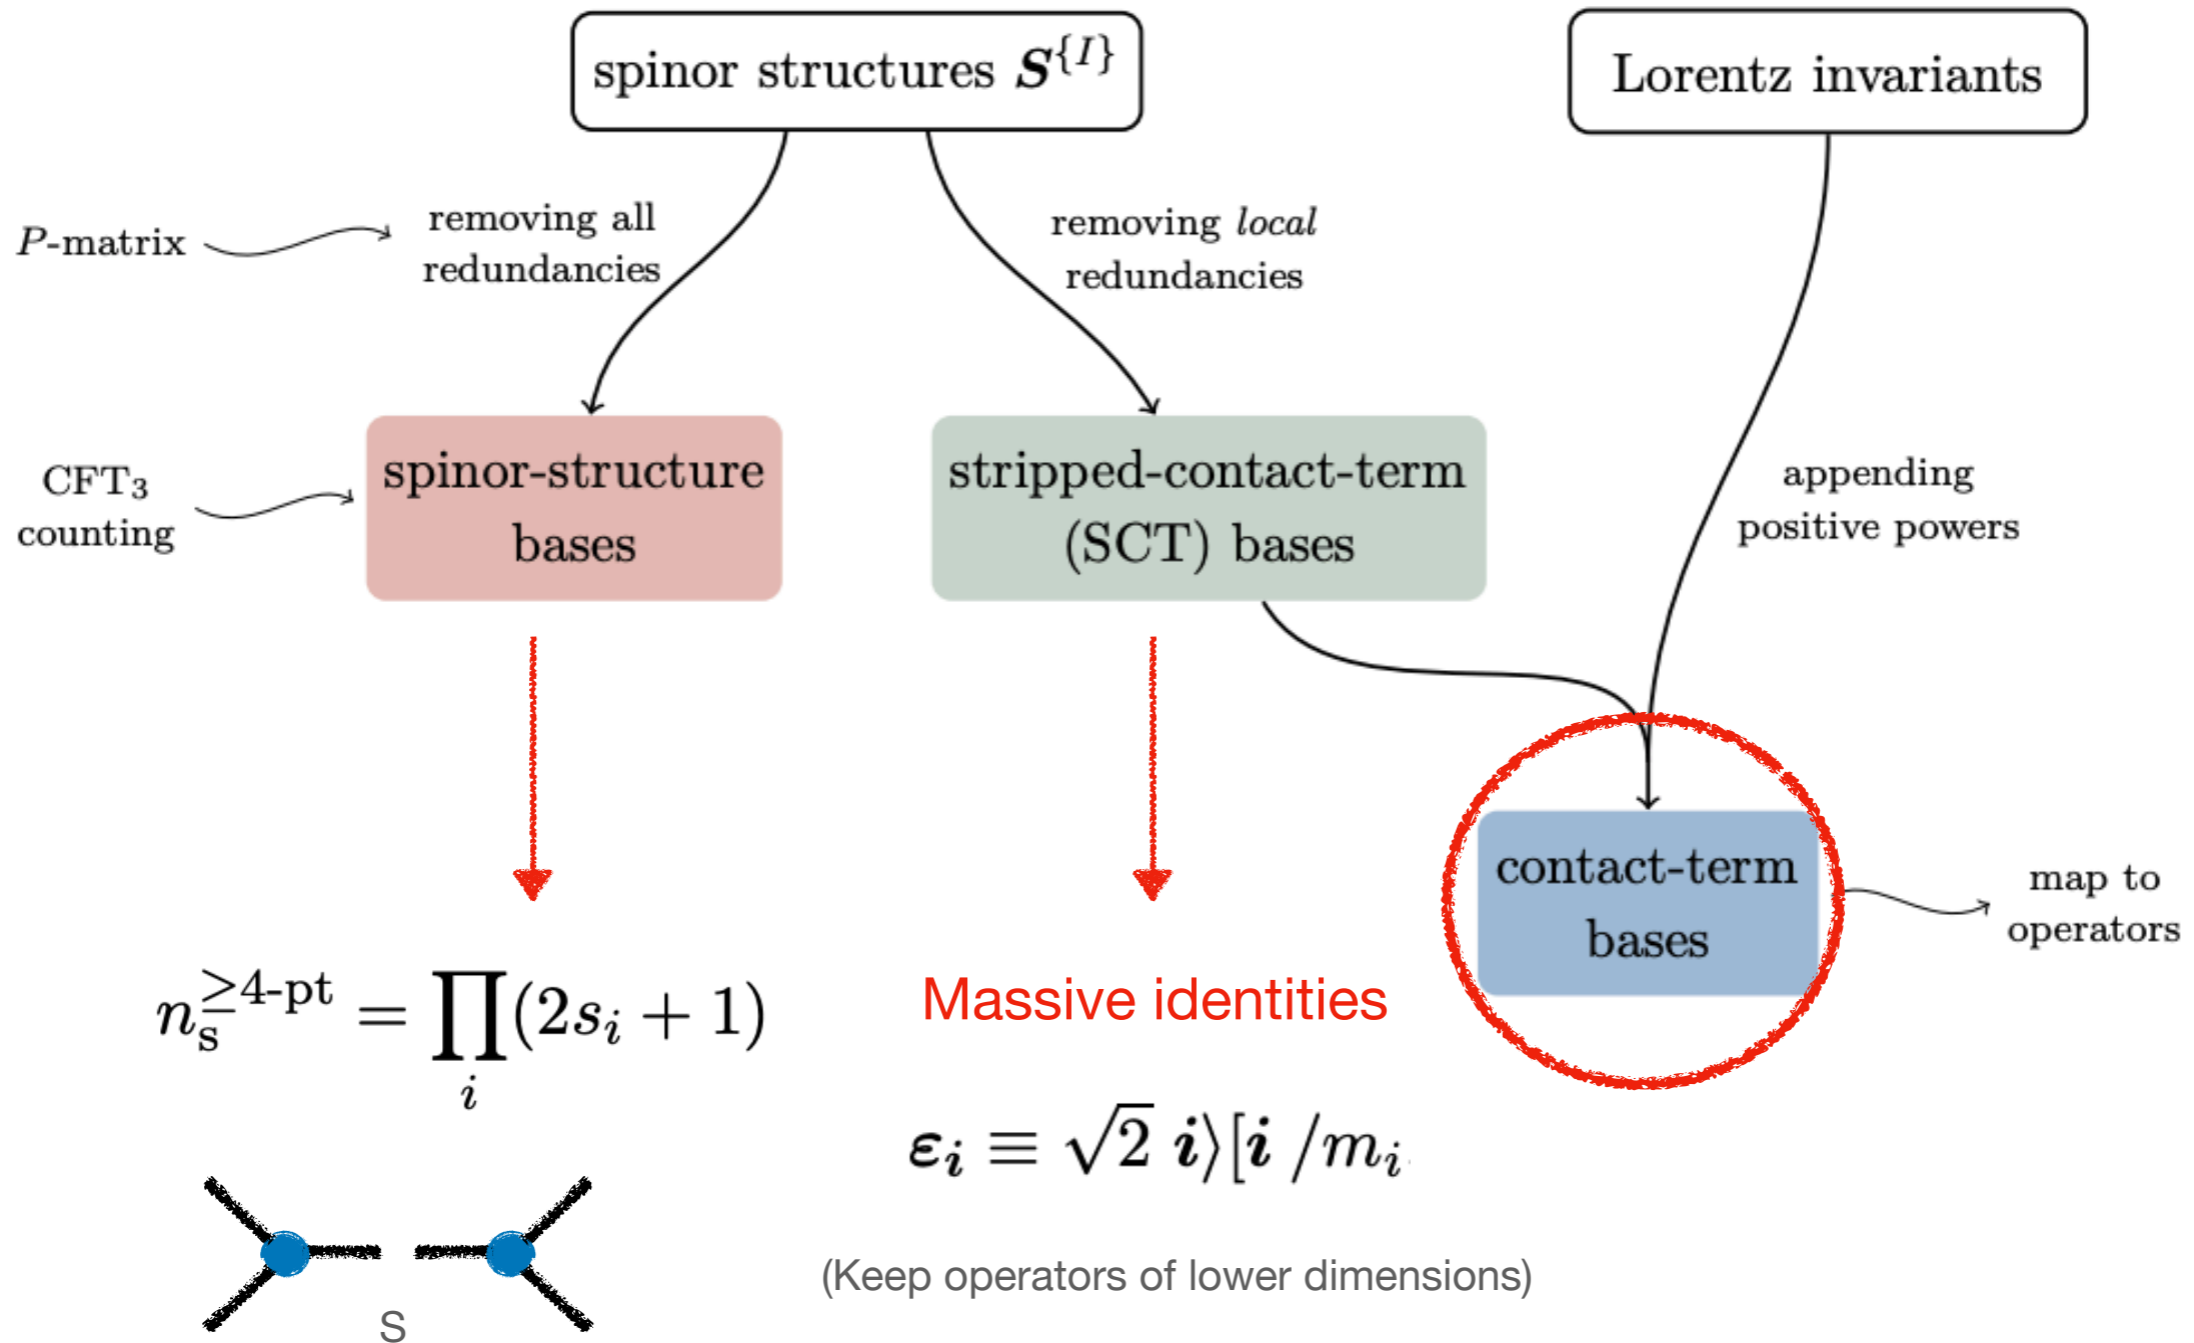 spinor structures 𝑺^{I}
Lorentz invariants
P-matrix
removing all
redundancies
removing local
redundancies
CFT₃
counting
spinor-structure
bases
stripped-contact-term
(SCT) bases
appending
positive powers
contact-term
bases
map to
operators
n_s^{≥4-pt} = ∏_i (2s_i + 1)
Massive identities
ε_i ≡ √2 i⟩[i /m_i
(Keep operators of lower dimensions)
S